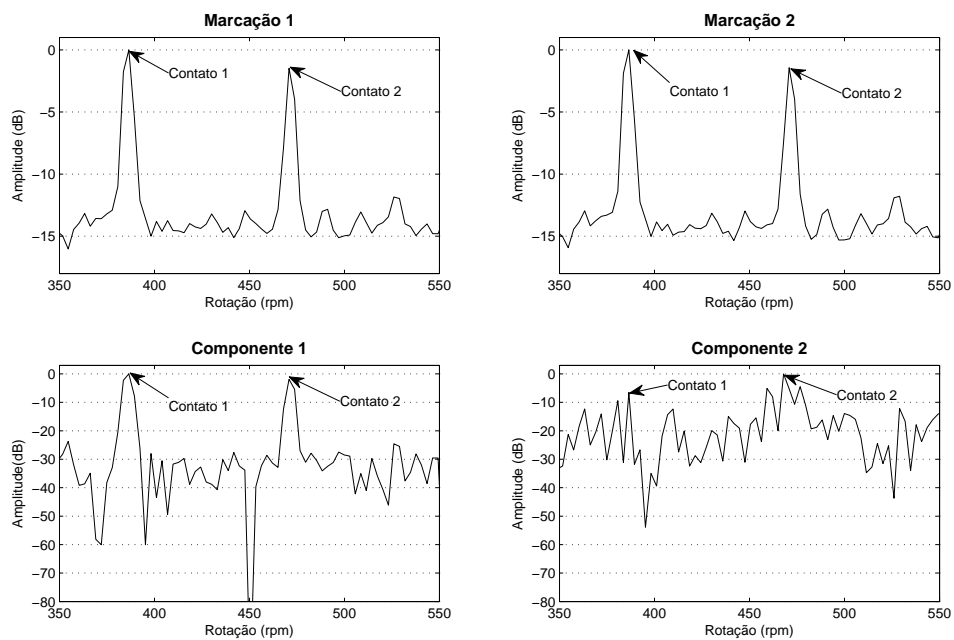 Marcação 1
0
−5
−10
−15
Amplitude (dB)
Contato 1
Contato 2
350
400
450
500
550
Rotação (rpm)
Marcação 2
0
−5
−10
−15
Amplitude (dB)
Contato 1
Contato 2
350
400
450
500
550
Rotação (rpm)
Componente 1
0
−10
−20
−30
−40
−50
−60
−70
−80
Amplitude(dB)
Contato 1
Contato 2
350
400
450
500
550
Rotação (rpm)
Componente 2
0
−10
−20
−30
−40
−50
−60
−70
−80
Amplitude (dB)
Contato 1
Contato 2
350
400
450
500
550
Rotação (rpm)